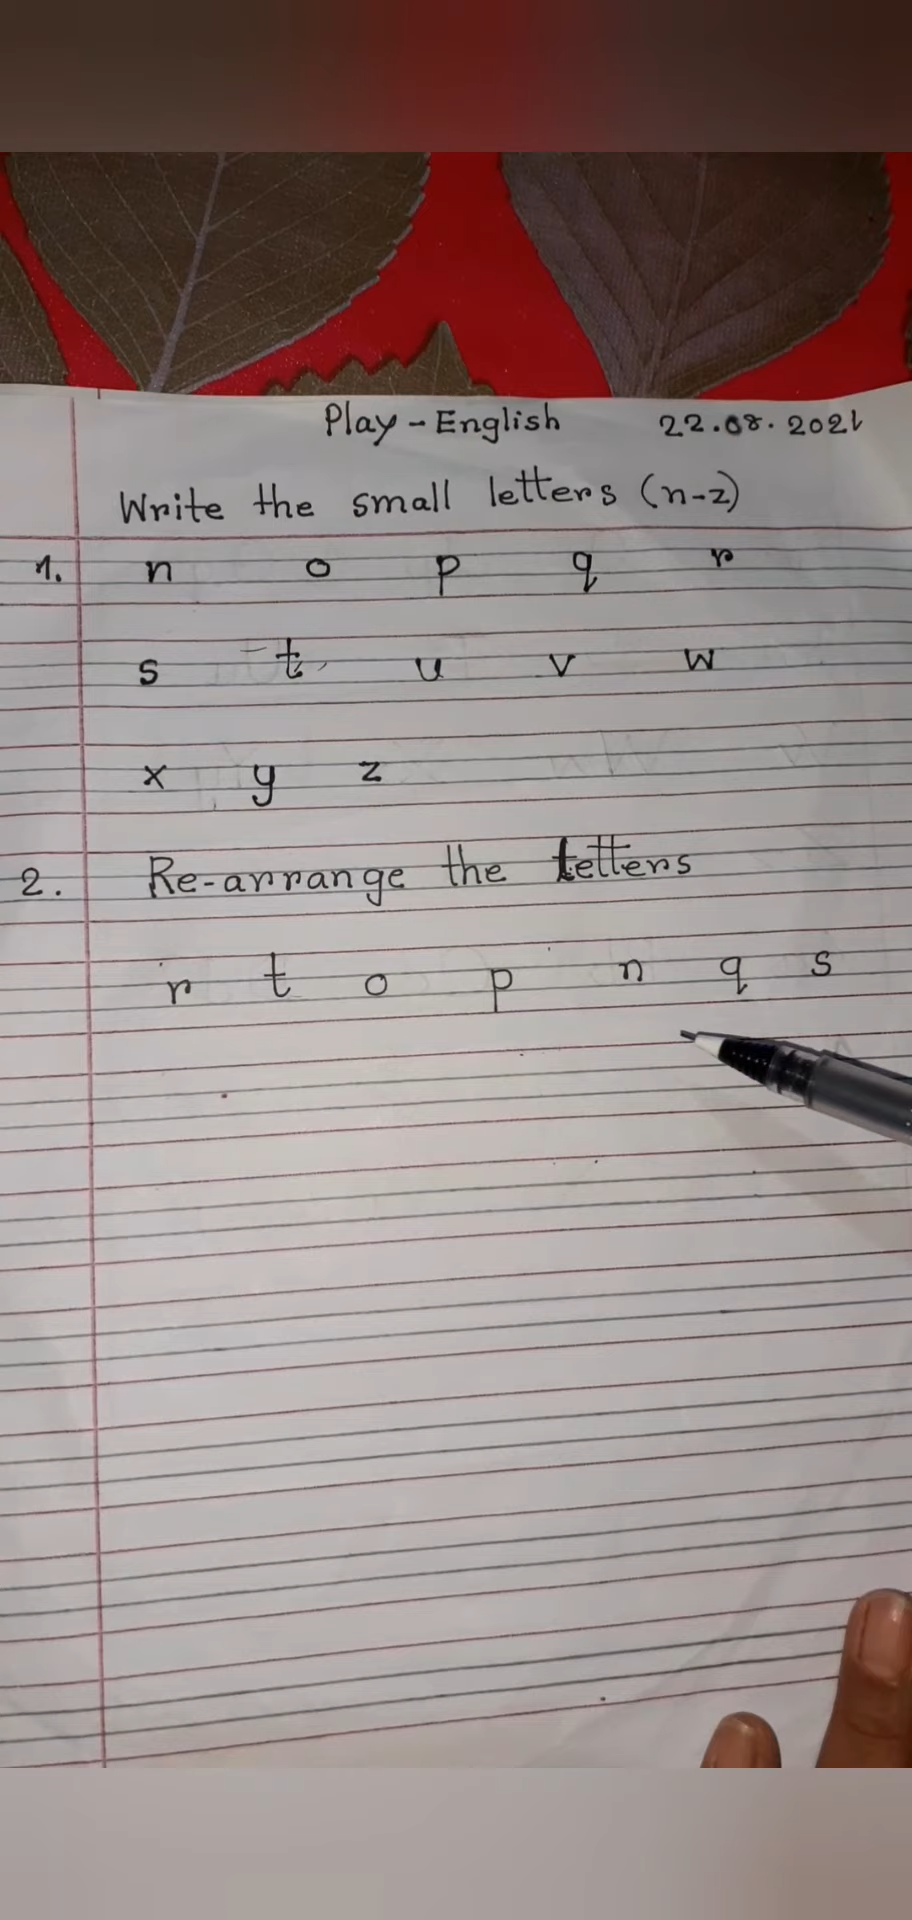 Play-English 22.08.2021
Write the small letters (n-z)
1. n o p q r
s t u v w
x y z
2. Re-arrange the letters
r t o p n q s